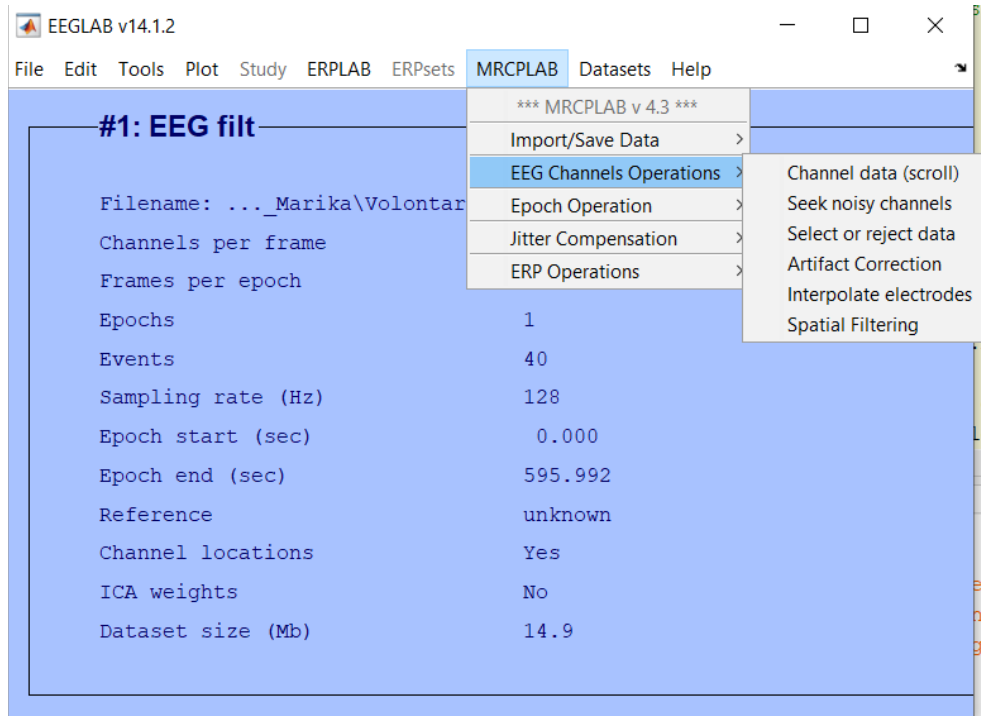 EEGLAB v14.1.2
File Edit Tools Plot Study ERPLAB ERPsets MRCPLAB Datasets Help
*** MRCPLAB v 4.3 ***
Import/Save Data
EEG Channels Operations
Epoch Operation
Jitter Compensation
ERP Operations
Channel data (scroll)
Seek noisy channels
Select or reject data
Artifact Correction
Interpolate electrodes
Spatial Filtering
#1: EEG filt
Filename: ..._Marika\Volontar
Channels per frame
Frames per epoch
Epochs 1
Events 40
Sampling rate (Hz) 128
Epoch start (sec) 0.000
Epoch end (sec) 595.992
Reference unknown
Channel locations Yes
ICA weights No
Dataset size (Mb) 14.9